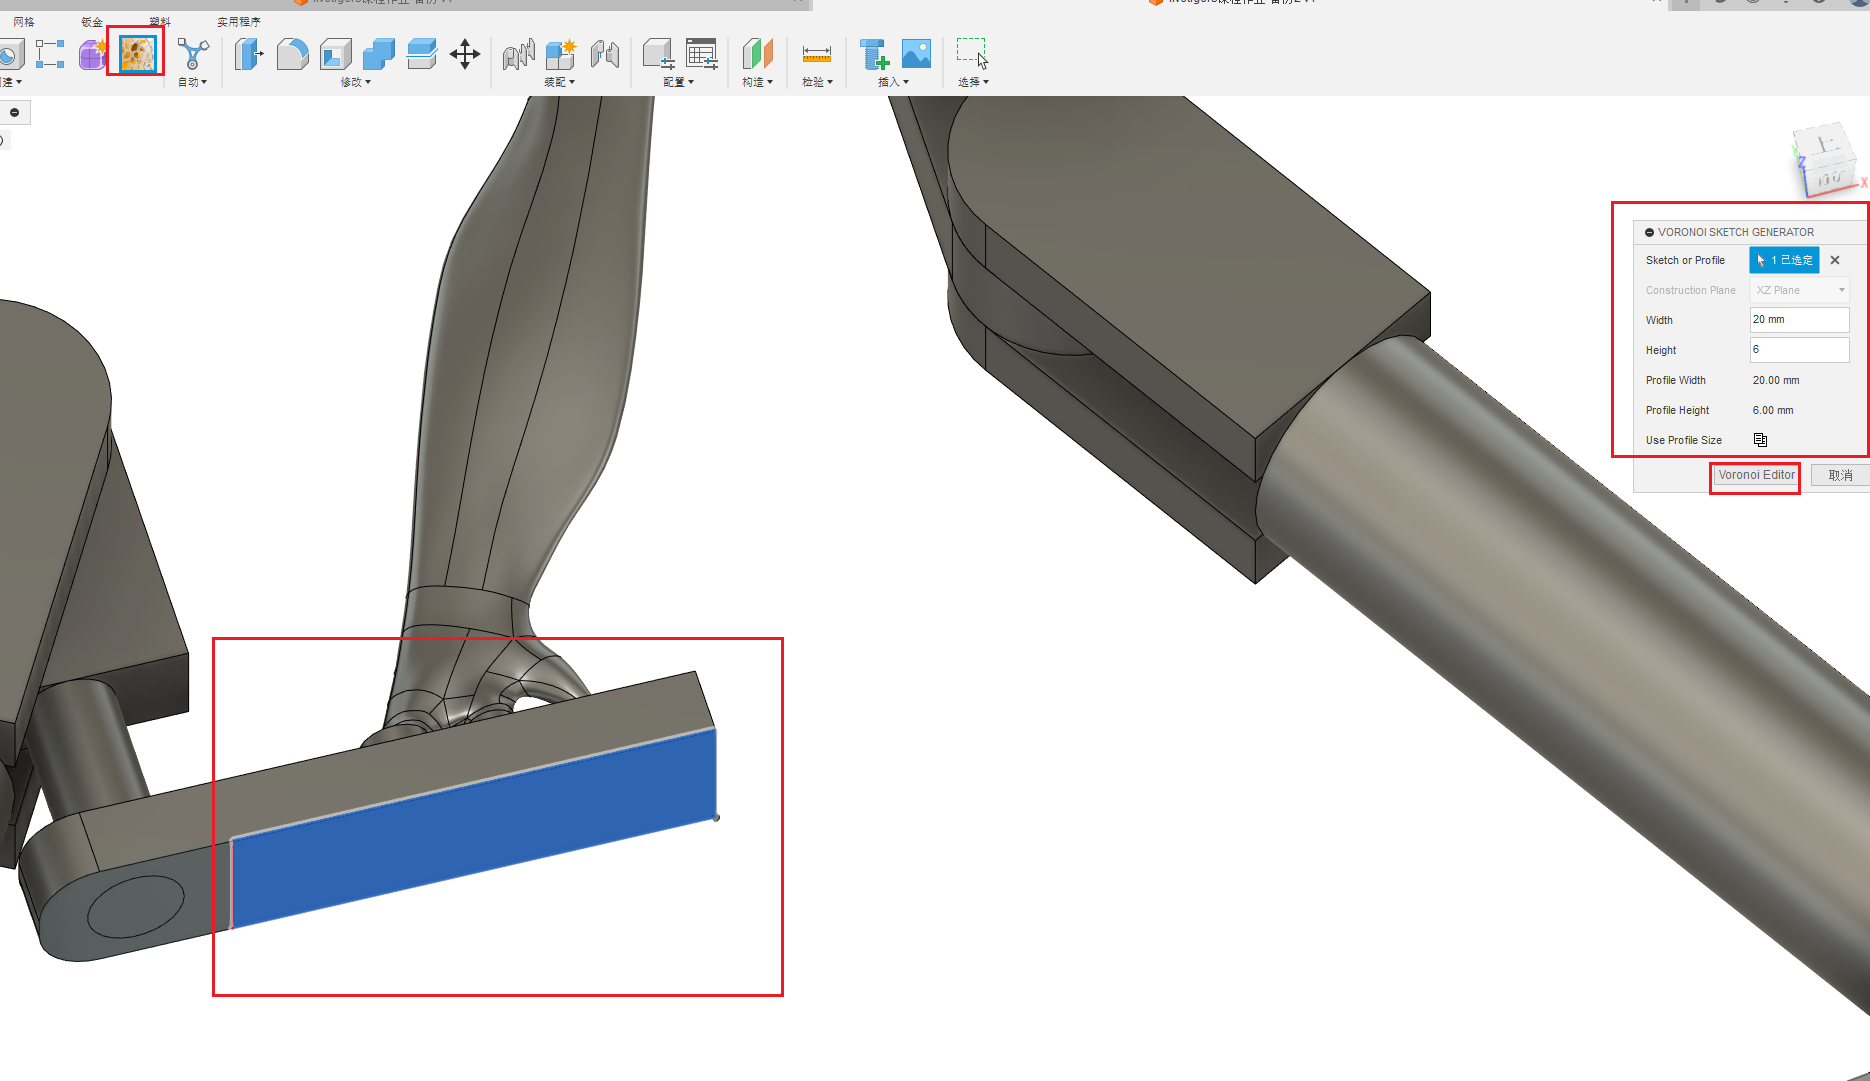 网格 钣金 塑料 实用程序
建 自动 修改 装配 配置 构造 检验 插入 选择
上
Z
X
VORONOI SKETCH GENERATOR
Sketch or Profile 1 已选定
Construction Plane XZ Plane
Width 20 mm
Height 6
Profile Width 20.00 mm
Profile Height 6.00 mm
Use Profile Size
Voronoi Editor 取消